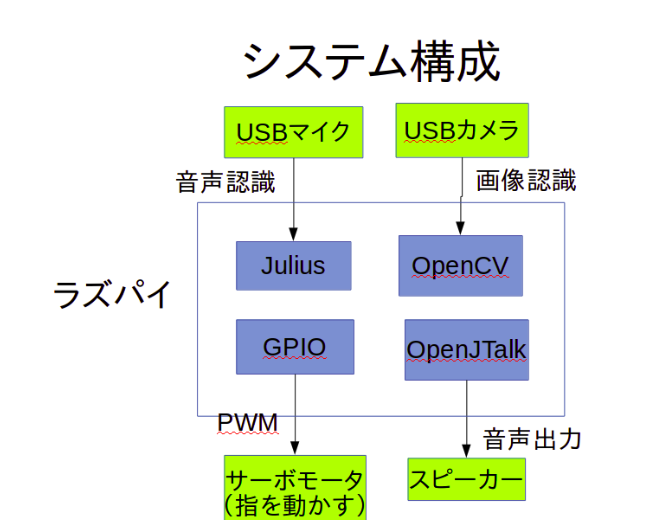 システム構成
USBマイク
USBカメラ
音声認識
画像認識
Julius
OpenCV
ラズパイ
GPIO
OpenJTalk
PWM
音声出力
サーボモータ
(指を動かす)
スピーカー